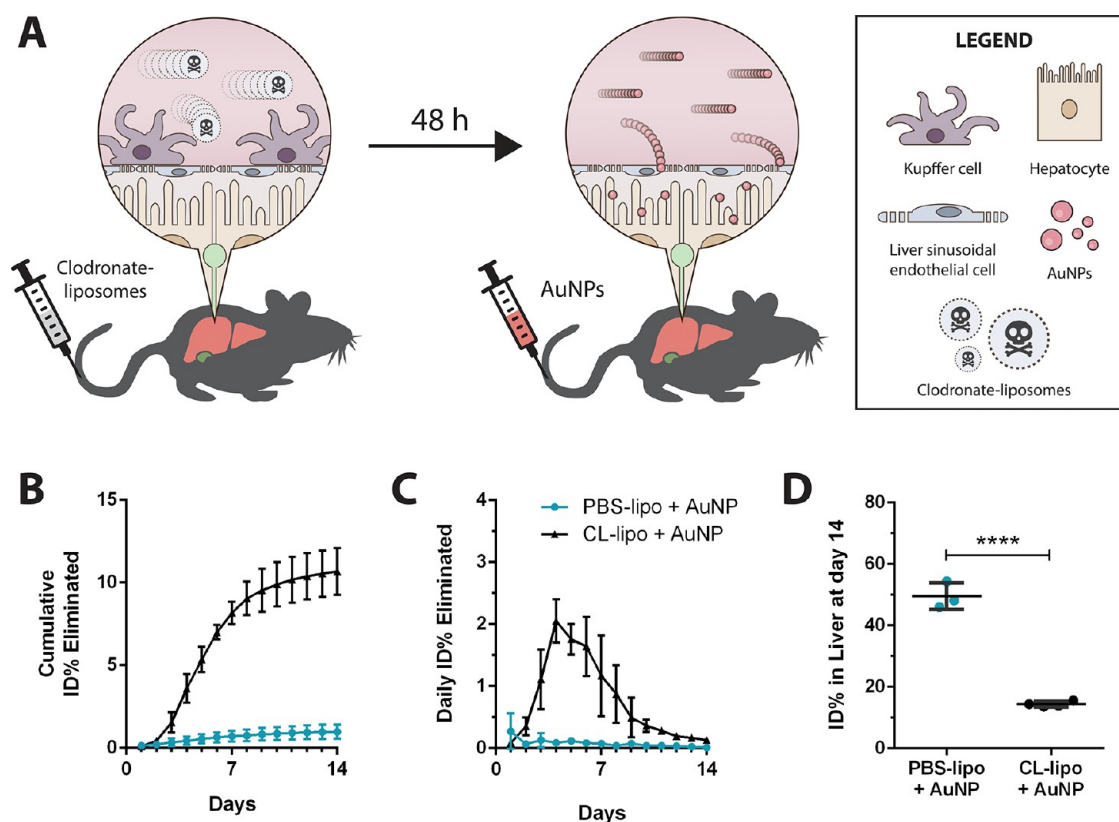 A
48 h
Clodronate-
liposomes
AuNPs
LEGEND
Kupffer cell
Hepatocyte
Liver sinusoidal
endothelial cell
AuNPs
Clodronate-liposomes
B
Cumulative
ID% Eliminated
15
10
5
0
0
7
14
Days
C
Daily ID% Eliminated
4
3
2
1
0
0
7
14
Days
PBS-lipo + AuNP
CL-lipo + AuNP
D
ID% in Liver at day 14
80
60
40
20
0
****
PBS-lipo
+ AuNP
CL-lipo
+ AuNP